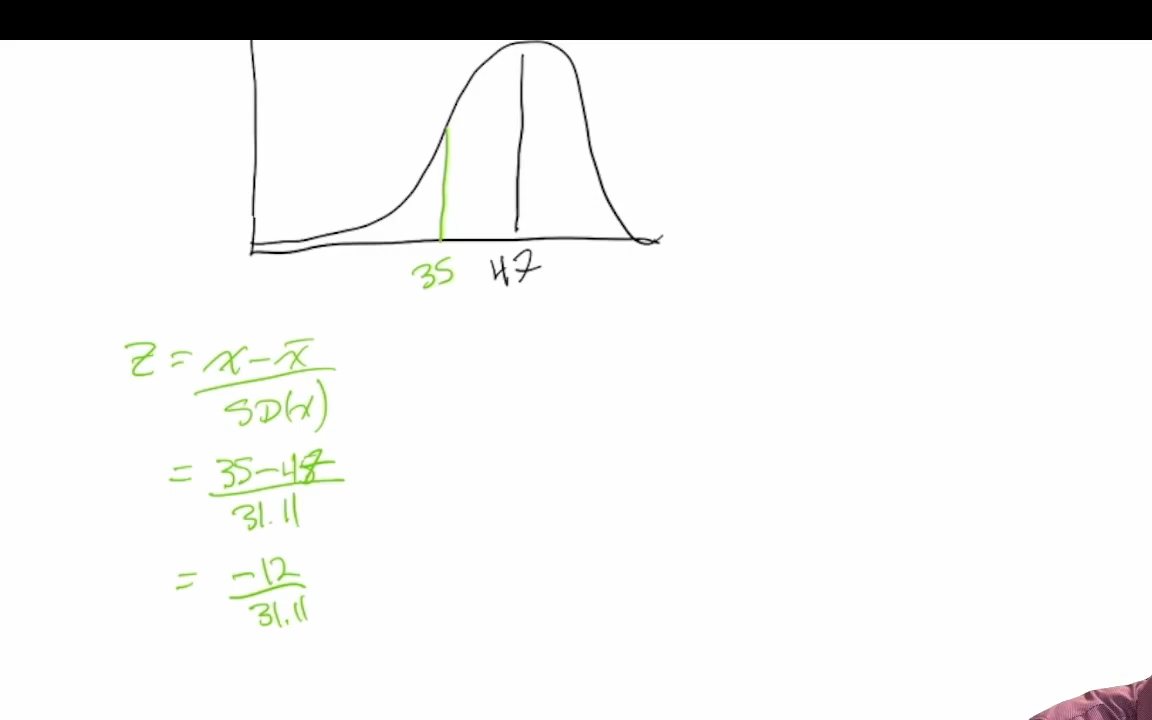 35 47
z = x - x̄
SD(x)
= 35 - 47
31.11
= -12
31.11